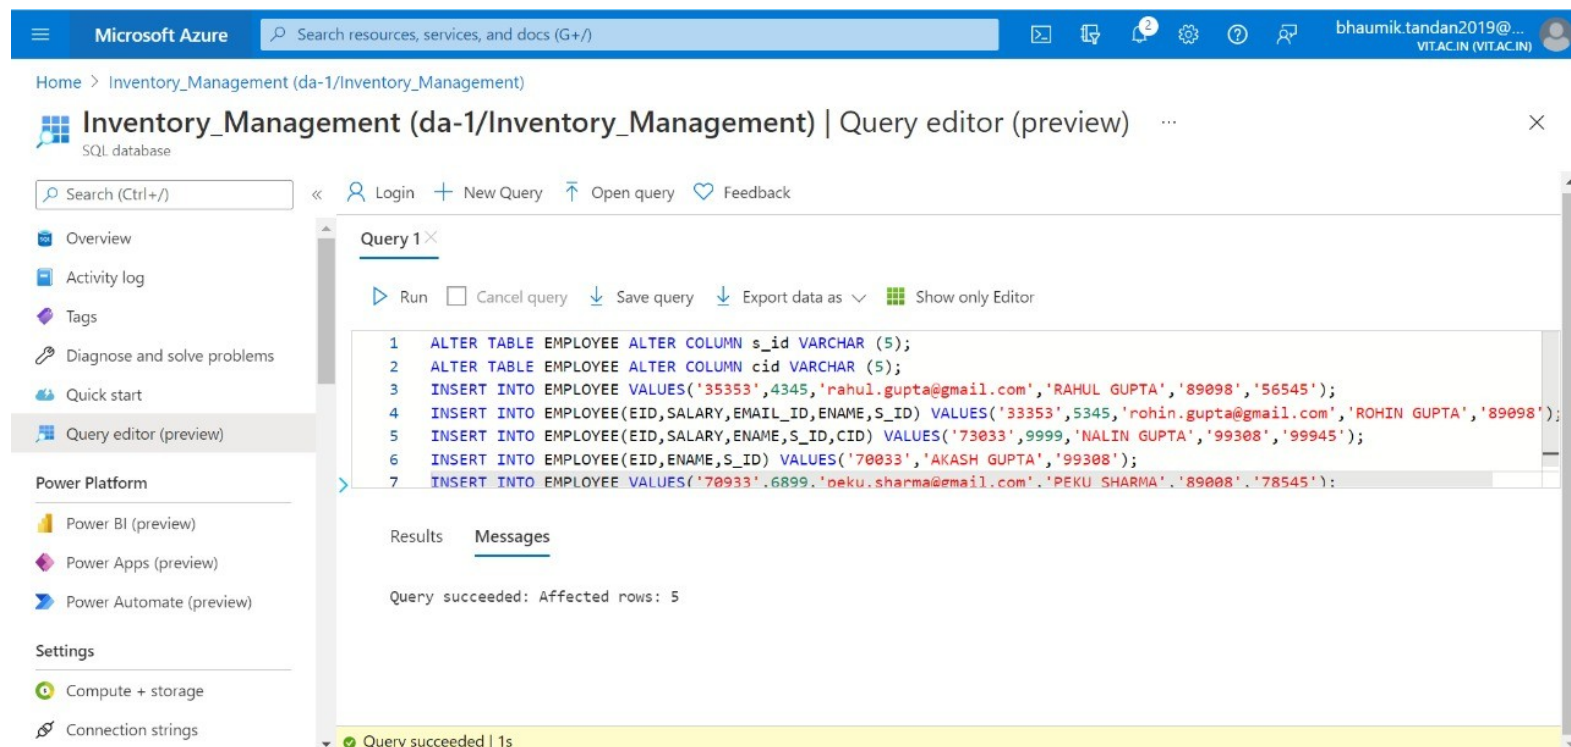 Microsoft Azure
Search resources, services, and docs (G+/)
2
bhaumik.tandan2019@...
VIT.AC.IN (VIT.AC.IN)
Home > Inventory_Management (da-1/Inventory_Management)
Inventory_Management (da-1/Inventory_Management) | Query editor (preview) ...
SQL database
Search (Ctrl+/)
«
Login
New Query
Open query
Feedback
Overview
Activity log
Tags
Diagnose and solve problems
Quick start
Query editor (preview)
Power Platform
Power BI (preview)
Power Apps (preview)
Power Automate (preview)
Settings
Compute + storage
Connection strings
Query 1
Run
Cancel query
Save query
Export data as
Show only Editor
1 ALTER TABLE EMPLOYEE ALTER COLUMN s_id VARCHAR (5);
2 ALTER TABLE EMPLOYEE ALTER COLUMN cid VARCHAR (5);
3 INSERT INTO EMPLOYEE VALUES('35353',4345,'rahul.gupta@gmail.com','RAHUL GUPTA','89098','56545');
4 INSERT INTO EMPLOYEE(EID,SALARY,EMAIL_ID,ENAME,S_ID) VALUES('33353',5345,'rohin.gupta@gmail.com','ROHIN GUPTA','89098');
5 INSERT INTO EMPLOYEE(EID,SALARY,ENAME,S_ID,CID) VALUES('73033',9999,'NALIN GUPTA','99308','99945');
6 INSERT INTO EMPLOYEE(EID,ENAME,S_ID) VALUES('70033','AKASH GUPTA','99308');
7 INSERT INTO EMPLOYEE VALUES('70933',6899,'peku.sharma@gmail.com','PEKU SHARMA','89008','78545');
Results
Messages
Query succeeded: Affected rows: 5
Query succeeded | 1s